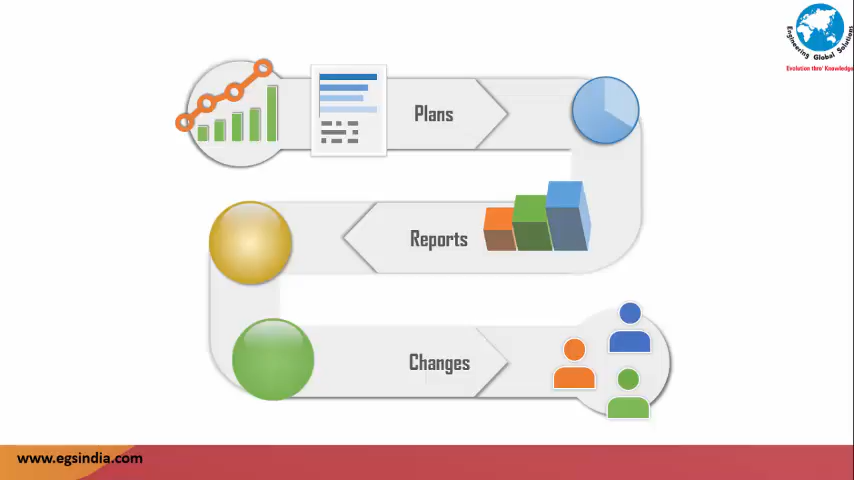 Engineering Global Solutions
Evolution thro' Knowledge
Plans
Reports
Changes
www.egsindia.com